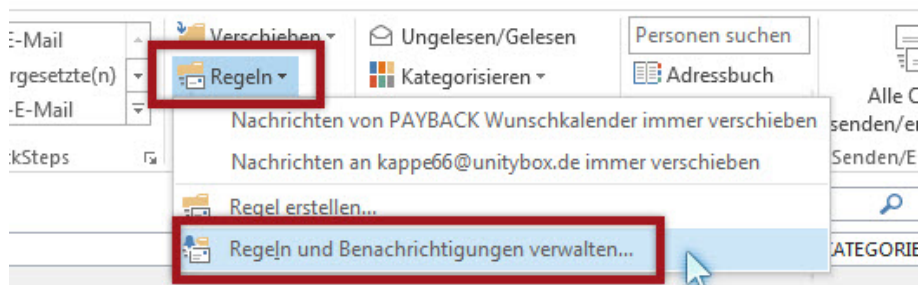 E-Mail
rgesetzte(n)
-E-Mail
kSteps
Verschieben
Regeln
Ungelesen/Gelesen
Kategorisieren
Personen suchen
Adressbuch
Alle O
senden/e
Senden/E
Nachrichten von PAYBACK Wunschkalender immer verschieben
Nachrichten an kappe66@unitybox.de immer verschieben
Regel erstellen...
Regeln und Benachrichtigungen verwalten...
ATEGORIE